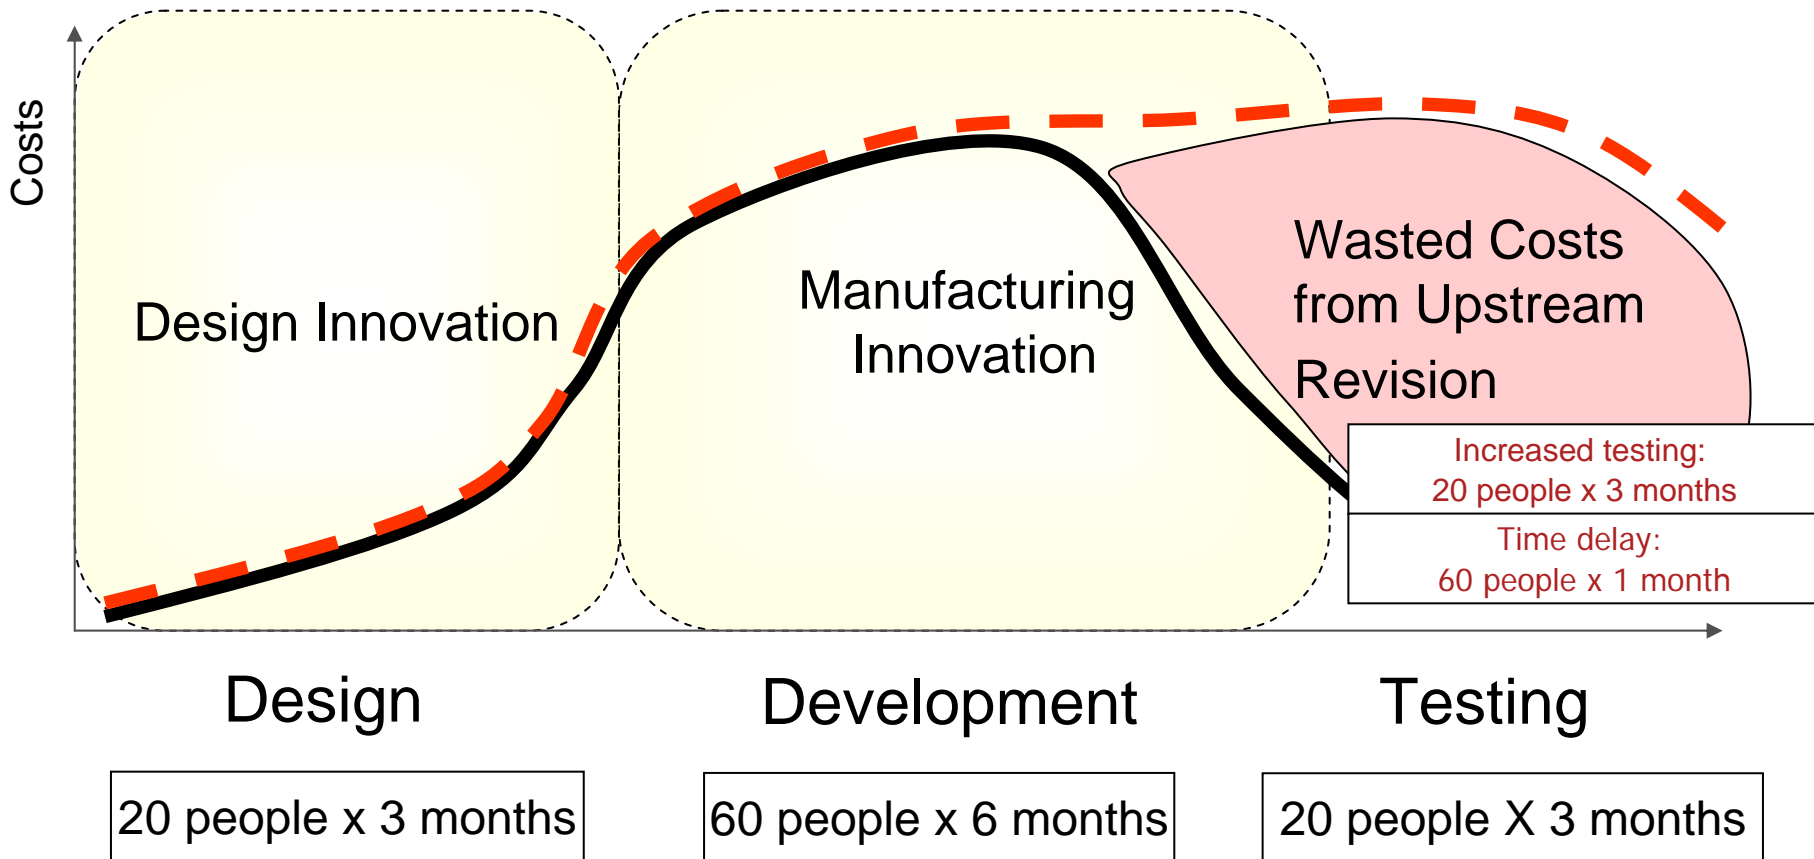 Costs
Design Innovation
Manufacturing
Innovation
Wasted Costs
from Upstream
Revision
Increased testing:
20 people x 3 months
Time delay:
60 people x 1 month
Design
Development
Testing
20 people x 3 months
60 people x 6 months
20 people X 3 months